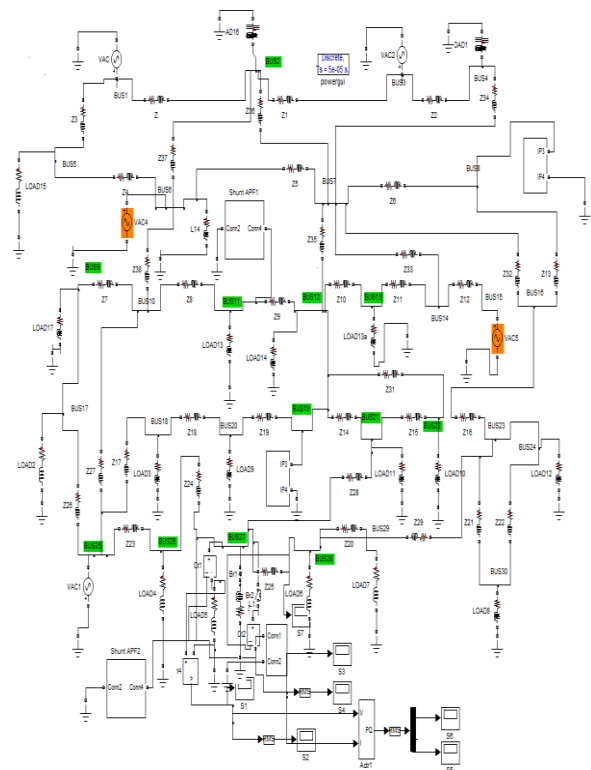 AD16
VAC
BUS2
Discrete,
Ts = 5e-05 s
powergui
VAC2
BUS4
BUS1
BUS3
Z3
Z
Z1
Z2
Z34
Z37
BUS5
BUS7
IP3
IP4
LOAD15
BUS6
Z5
Z6
Shunt APF1
VAC4
L14
Conn2
Conn4
Z35
Z38
Z33
Z32
Z13
BUS16
Z7
BUS10
Z8
BUS11
Z9
BUS12
Z10
BUS13
Z11
BUS14
Z12
BUS15
LOAD17
LOAD13
LOAD14
LOAD13a
VAC5
Z31
BUS17
BUS18
Z18
BUS20
Z19
BUS19
Z14
BUS21
Z15
BUS22
Z16
BUS23
BUS24
LOAD2
Z27
Z17
LOAD3
LOAD9
IP3
IP4
LOAD11
LOAD10
LOAD12
Z26
Z24
Z28
Z21
Z22
BUS25
Z23
BUS26
BUS27
BUS29
Z20
Z29
BUS28
BUS30
VAC1
LOAD4
LOAD5
Ct1
Br1
Br2
Z25
LOAD6
LOAD7
LOAD8
Ct2
Conn1
Conn2
S7
S3
Shunt APF2
Conn2
Conn4
S1
RMS
S4
V
I
PQ
RMS
S6
RMS
S2
S5